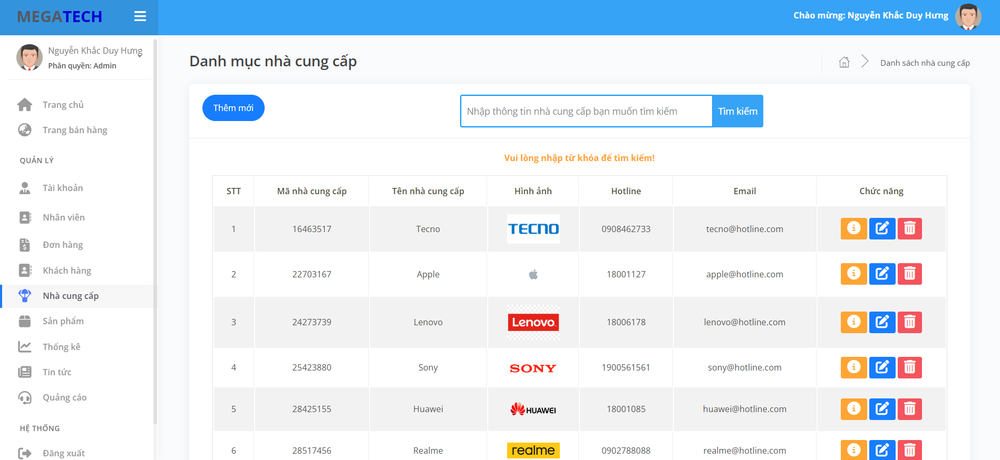 MEGATECH
Chào mừng: Nguyễn Khắc Duy Hưng
Nguyễn Khắc Duy Hưng
Phân quyền: Admin
Trang chủ
Trang bán hàng
QUẢN LÝ
Tài khoản
Nhân viên
Đơn hàng
Khách hàng
Nhà cung cấp
Sản phẩm
Thống kê
Tin tức
Quảng cáo
HỆ THỐNG
Đăng xuất
Danh mục nhà cung cấp
Danh sách nhà cung cấp
Thêm mới
Nhập thông tin nhà cung cấp bạn muốn tìm kiếm
Tìm kiếm
Vui lòng nhập từ khóa để tìm kiếm!
STT Mã nhà cung cấp Tên nhà cung cấp Hình ảnh Hotline Email Chức năng
1 16463517 Tecno TECNO 0908462733 tecno@hotline.com
2 22703167 Apple 18001127 apple@hotline.com
3 24273739 Lenovo Lenovo 18006178 lenovo@hotline.com
4 25423880 Sony SONY 1900561561 sony@hotline.com
5 28425155 Huawei HUAWEI 18001085 huawei@hotline.com
6 28517456 Realme realme 0902788088 realme@hotline.com